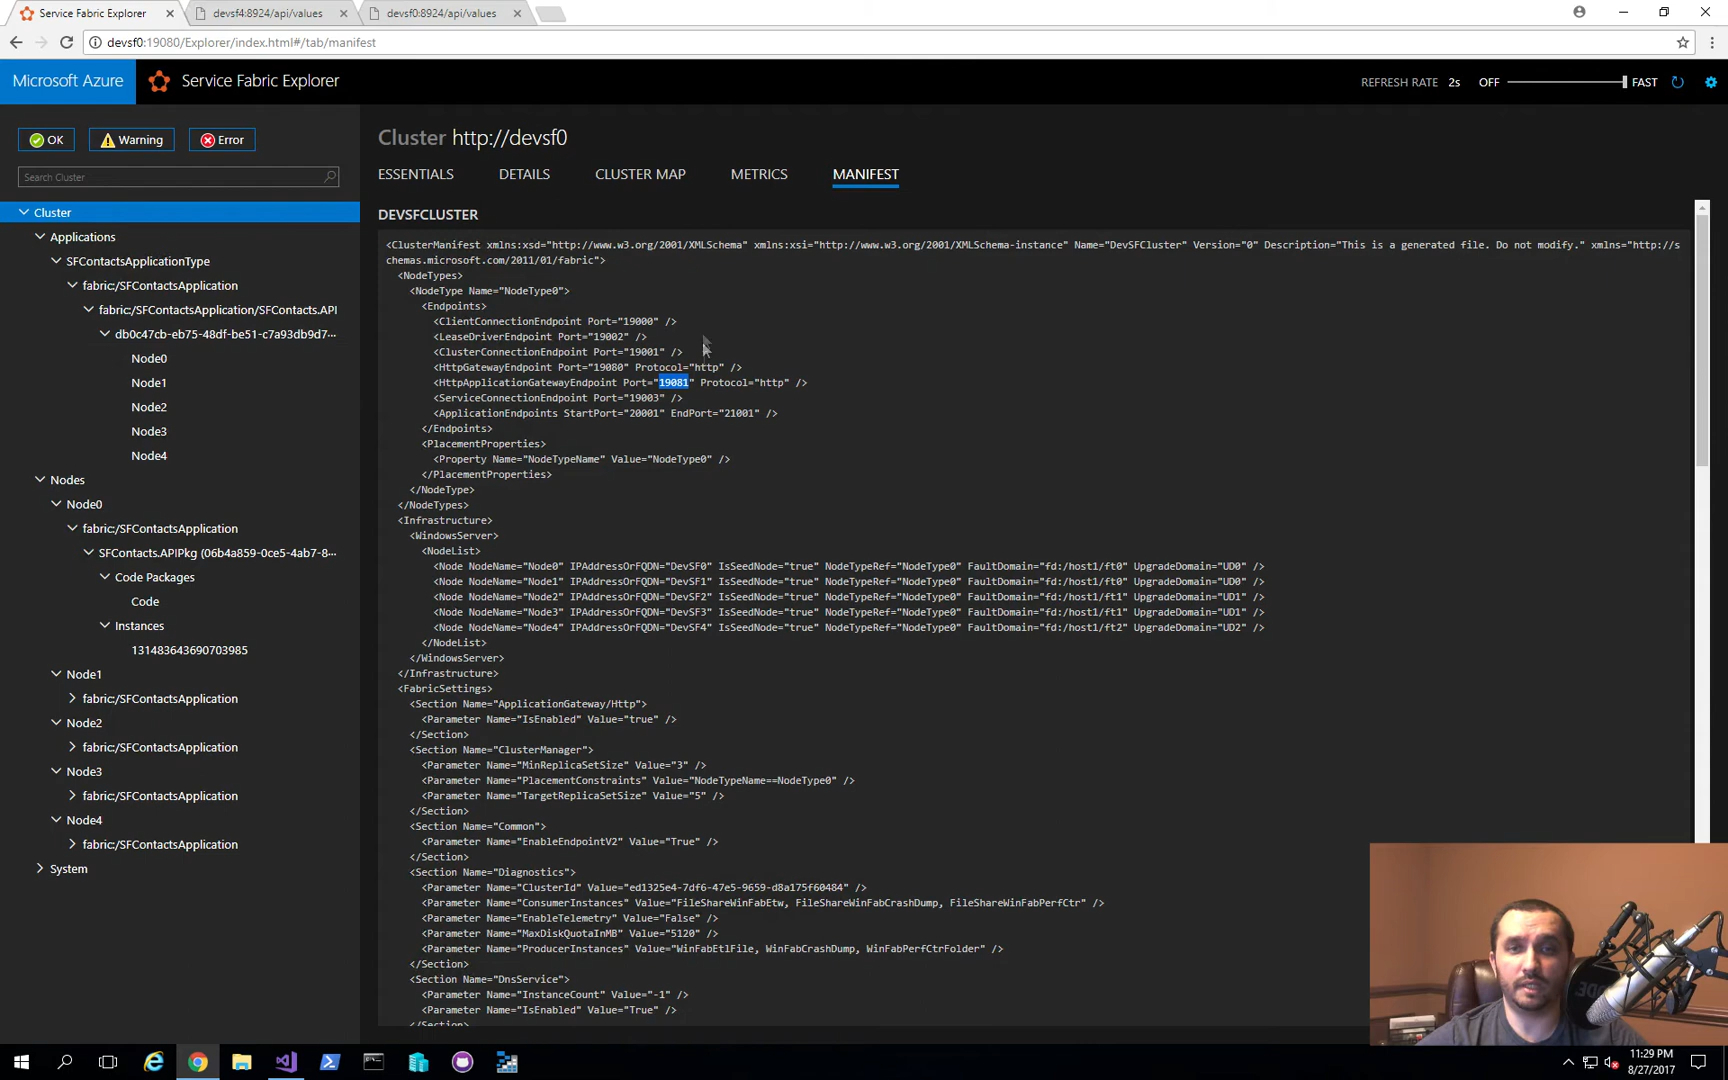 Service Fabric Explorer
devsf4:8924/api/values
devsf0:8924/api/values
devsf0:19080/Explorer/index.html#/tab/manifest
Microsoft Azure
Service Fabric Explorer
REFRESH RATE 2s OFF FAST
OK
Warning
Error
Search Cluster
Cluster
Applications
SFContactsApplicationType
fabric:/SFContactsApplication
fabric:/SFContactsApplication/SFContacts.API
db0c47cb-eb75-48df-be51-c7a93db9d7···
Node0
Node1
Node2
Node3
Node4
Nodes
Node0
fabric:/SFContactsApplication
SFContacts.APIPkg (06b4a859-0ce5-4ab7-8···
Code Packages
Code
Instances
131483643690703985
Node1
fabric:/SFContactsApplication
Node2
fabric:/SFContactsApplication
Node3
fabric:/SFContactsApplication
Node4
fabric:/SFContactsApplication
System
Cluster http://devsf0
ESSENTIALS DETAILS CLUSTER MAP METRICS MANIFEST
DEVSFCLUSTER
<ClusterManifest xmlns:xsd="http://www.w3.org/2001/XMLSchema" xmlns:xsi="http://www.w3.org/2001/XMLSchema-instance" Name="DevSFCluster" Version="0" Description="This is a generated file. Do not modify." xmlns="http://s
chemas.microsoft.com/2011/01/fabric">
<NodeTypes>
<NodeType Name="NodeType0">
<Endpoints>
<ClientConnectionEndpoint Port="19000" />
<LeaseDriverEndpoint Port="19002" />
<ClusterConnectionEndpoint Port="19001" />
<HttpGatewayEndpoint Port="19080" Protocol="http" />
<HttpApplicationGatewayEndpoint Port="19081" Protocol="http" />
<ServiceConnectionEndpoint Port="19003" />
<ApplicationEndpoints StartPort="20001" EndPort="21001" />
</Endpoints>
<PlacementProperties>
<Property Name="NodeTypeName" Value="NodeType0" />
</PlacementProperties>
</NodeType>
</NodeTypes>
<Infrastructure>
<WindowsServer>
<NodeList>
<Node NodeName="Node0" IPAddressOrFQDN="DevSF0" IsSeedNode="true" NodeTypeRef="NodeType0" FaultDomain="fd:/host1/ft0" UpgradeDomain="UD0" />
<Node NodeName="Node1" IPAddressOrFQDN="DevSF1" IsSeedNode="true" NodeTypeRef="NodeType0" FaultDomain="fd:/host1/ft0" UpgradeDomain="UD0" />
<Node NodeName="Node2" IPAddressOrFQDN="DevSF2" IsSeedNode="true" NodeTypeRef="NodeType0" FaultDomain="fd:/host1/ft1" UpgradeDomain="UD1" />
<Node NodeName="Node3" IPAddressOrFQDN="DevSF3" IsSeedNode="true" NodeTypeRef="NodeType0" FaultDomain="fd:/host1/ft1" UpgradeDomain="UD1" />
<Node NodeName="Node4" IPAddressOrFQDN="DevSF4" IsSeedNode="true" NodeTypeRef="NodeType0" FaultDomain="fd:/host1/ft2" UpgradeDomain="UD2" />
</NodeList>
</WindowsServer>
</Infrastructure>
<FabricSettings>
<Section Name="ApplicationGateway/Http">
<Parameter Name="IsEnabled" Value="true" />
</Section>
<Section Name="ClusterManager">
<Parameter Name="MinReplicaSetSize" Value="3" />
<Parameter Name="PlacementConstraints" Value="NodeTypeName==NodeType0" />
<Parameter Name="TargetReplicaSetSize" Value="5" />
</Section>
<Section Name="Common">
<Parameter Name="EnableEndpointV2" Value="True" />
</Section>
<Section Name="Diagnostics">
<Parameter Name="ClusterId" Value="ed1325e4-7df6-47e5-9659-d8a175f60484" />
<Parameter Name="ConsumerInstances" Value="FileShareWinFabEtw, FileShareWinFabCrashDump, FileShareWinFabPerfCtr" />
<Parameter Name="EnableTelemetry" Value="False" />
<Parameter Name="MaxDiskQuotaInMB" Value="5120" />
<Parameter Name="ProducerInstances" Value="WinFabEtlFile, WinFabCrashDump, WinFabPerfCtrFolder" />
</Section>
<Section Name="DnsService">
<Parameter Name="InstanceCount" Value="-1" />
<Parameter Name="IsEnabled" Value="True" />
</Section>
11:29 PM
8/27/2017